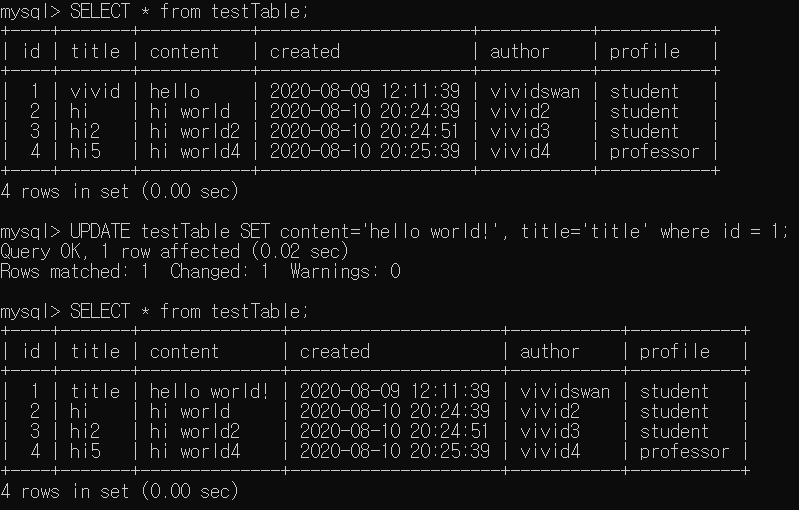 mysql> SELECT * from testTable;
+----+-------+-----------+---------------------+-----------+-----------+
| id | title | content   | created             | author    | profile   |
+----+-------+-----------+---------------------+-----------+-----------+
|  1 | vivid | hello     | 2020-08-09 12:11:39 | vividswan | student   |
|  2 | hi    | hi world  | 2020-08-10 20:24:39 | vivid2    | student   |
|  3 | hi2   | hi world2 | 2020-08-10 20:24:51 | vivid3    | student   |
|  4 | hi5   | hi world4 | 2020-08-10 20:25:39 | vivid4    | professor |
+----+-------+-----------+---------------------+-----------+-----------+
4 rows in set (0.00 sec)
mysql> UPDATE testTable SET content='hello world!', title='title' where id = 1;
Query OK, 1 row affected (0.02 sec)
Rows matched: 1  Changed: 1  Warnings: 0
mysql> SELECT * from testTable;
+----+-------+--------------+---------------------+-----------+-----------+
| id | title | content      | created             | author    | profile   |
+----+-------+--------------+---------------------+-----------+-----------+
|  1 | title | hello world! | 2020-08-09 12:11:39 | vividswan | student   |
|  2 | hi    | hi world     | 2020-08-10 20:24:39 | vivid2    | student   |
|  3 | hi2   | hi world2    | 2020-08-10 20:24:51 | vivid3    | student   |
|  4 | hi5   | hi world4    | 2020-08-10 20:25:39 | vivid4    | professor |
+----+-------+--------------+---------------------+-----------+-----------+
4 rows in set (0.00 sec)